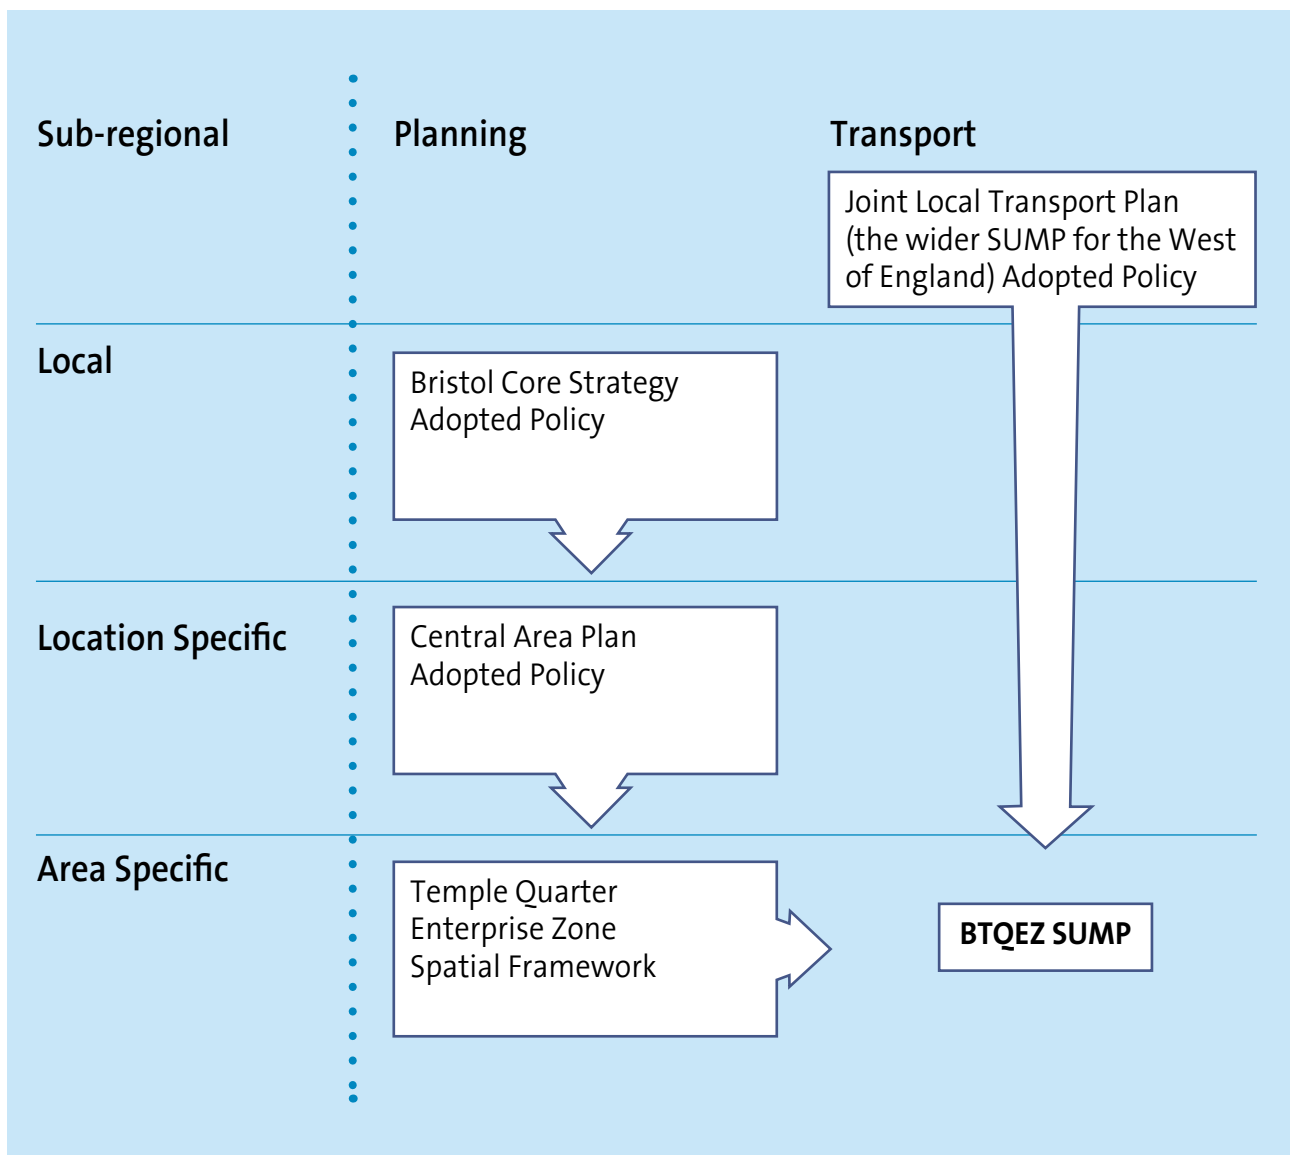 Sub-regional
Planning
Transport
Joint Local Transport Plan
(the wider SUMP for the West
of England) Adopted Policy
Local
Bristol Core Strategy
Adopted Policy
Location Specific
Central Area Plan
Adopted Policy
Area Specific
Temple Quarter
Enterprise Zone
Spatial Framework
BTQEZ SUMP